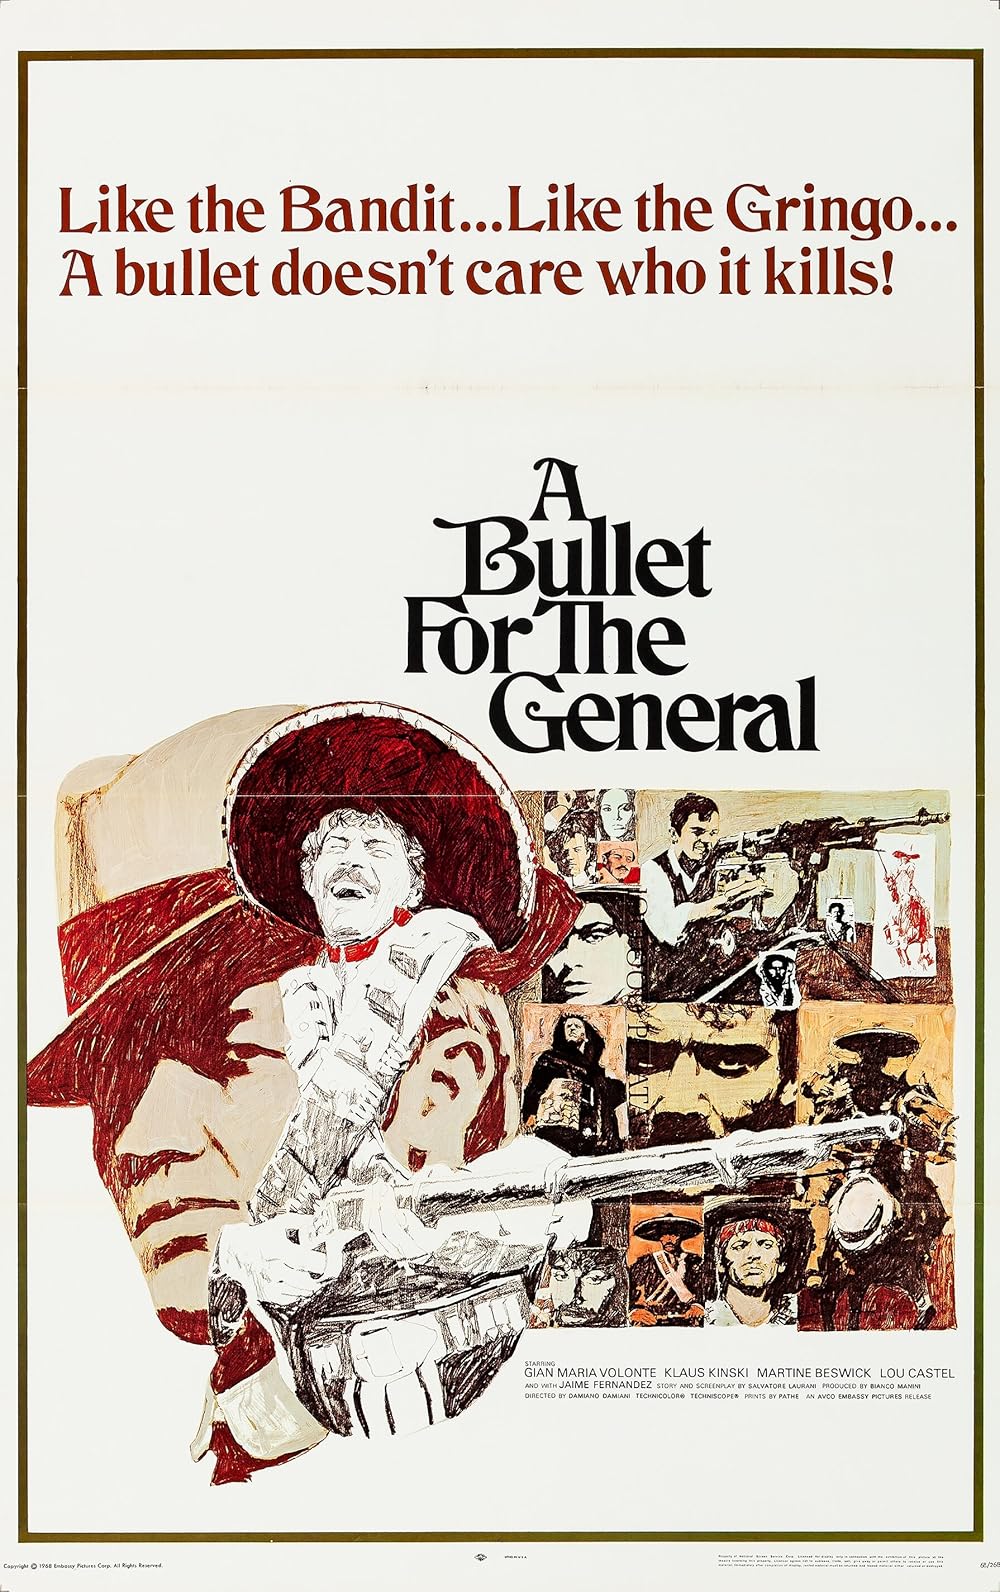 Like the Bandit...Like the Gringo...
A bullet doesn't care who it kills!
A
Bullet
For The
General
STARRING
GIAN MARIA VOLONTE KLAUS KINSKI MARTINE BESWICK LOU CASTEL
AND WITH JAIME FERNANDEZ STORY AND SCREENPLAY BY SALVATORE LAURANI PRODUCED BY BIANCO MANINI
DIRECTED BY DAMIANO DAMIANI TECHNICOLOR® TECHNISCOPE® PRINTS BY PATHE AN AVCO EMBASSY PICTURES RELEASE
Copyright © 1968 Embassy Pictures Corp. All Rights Reserved.
68/268